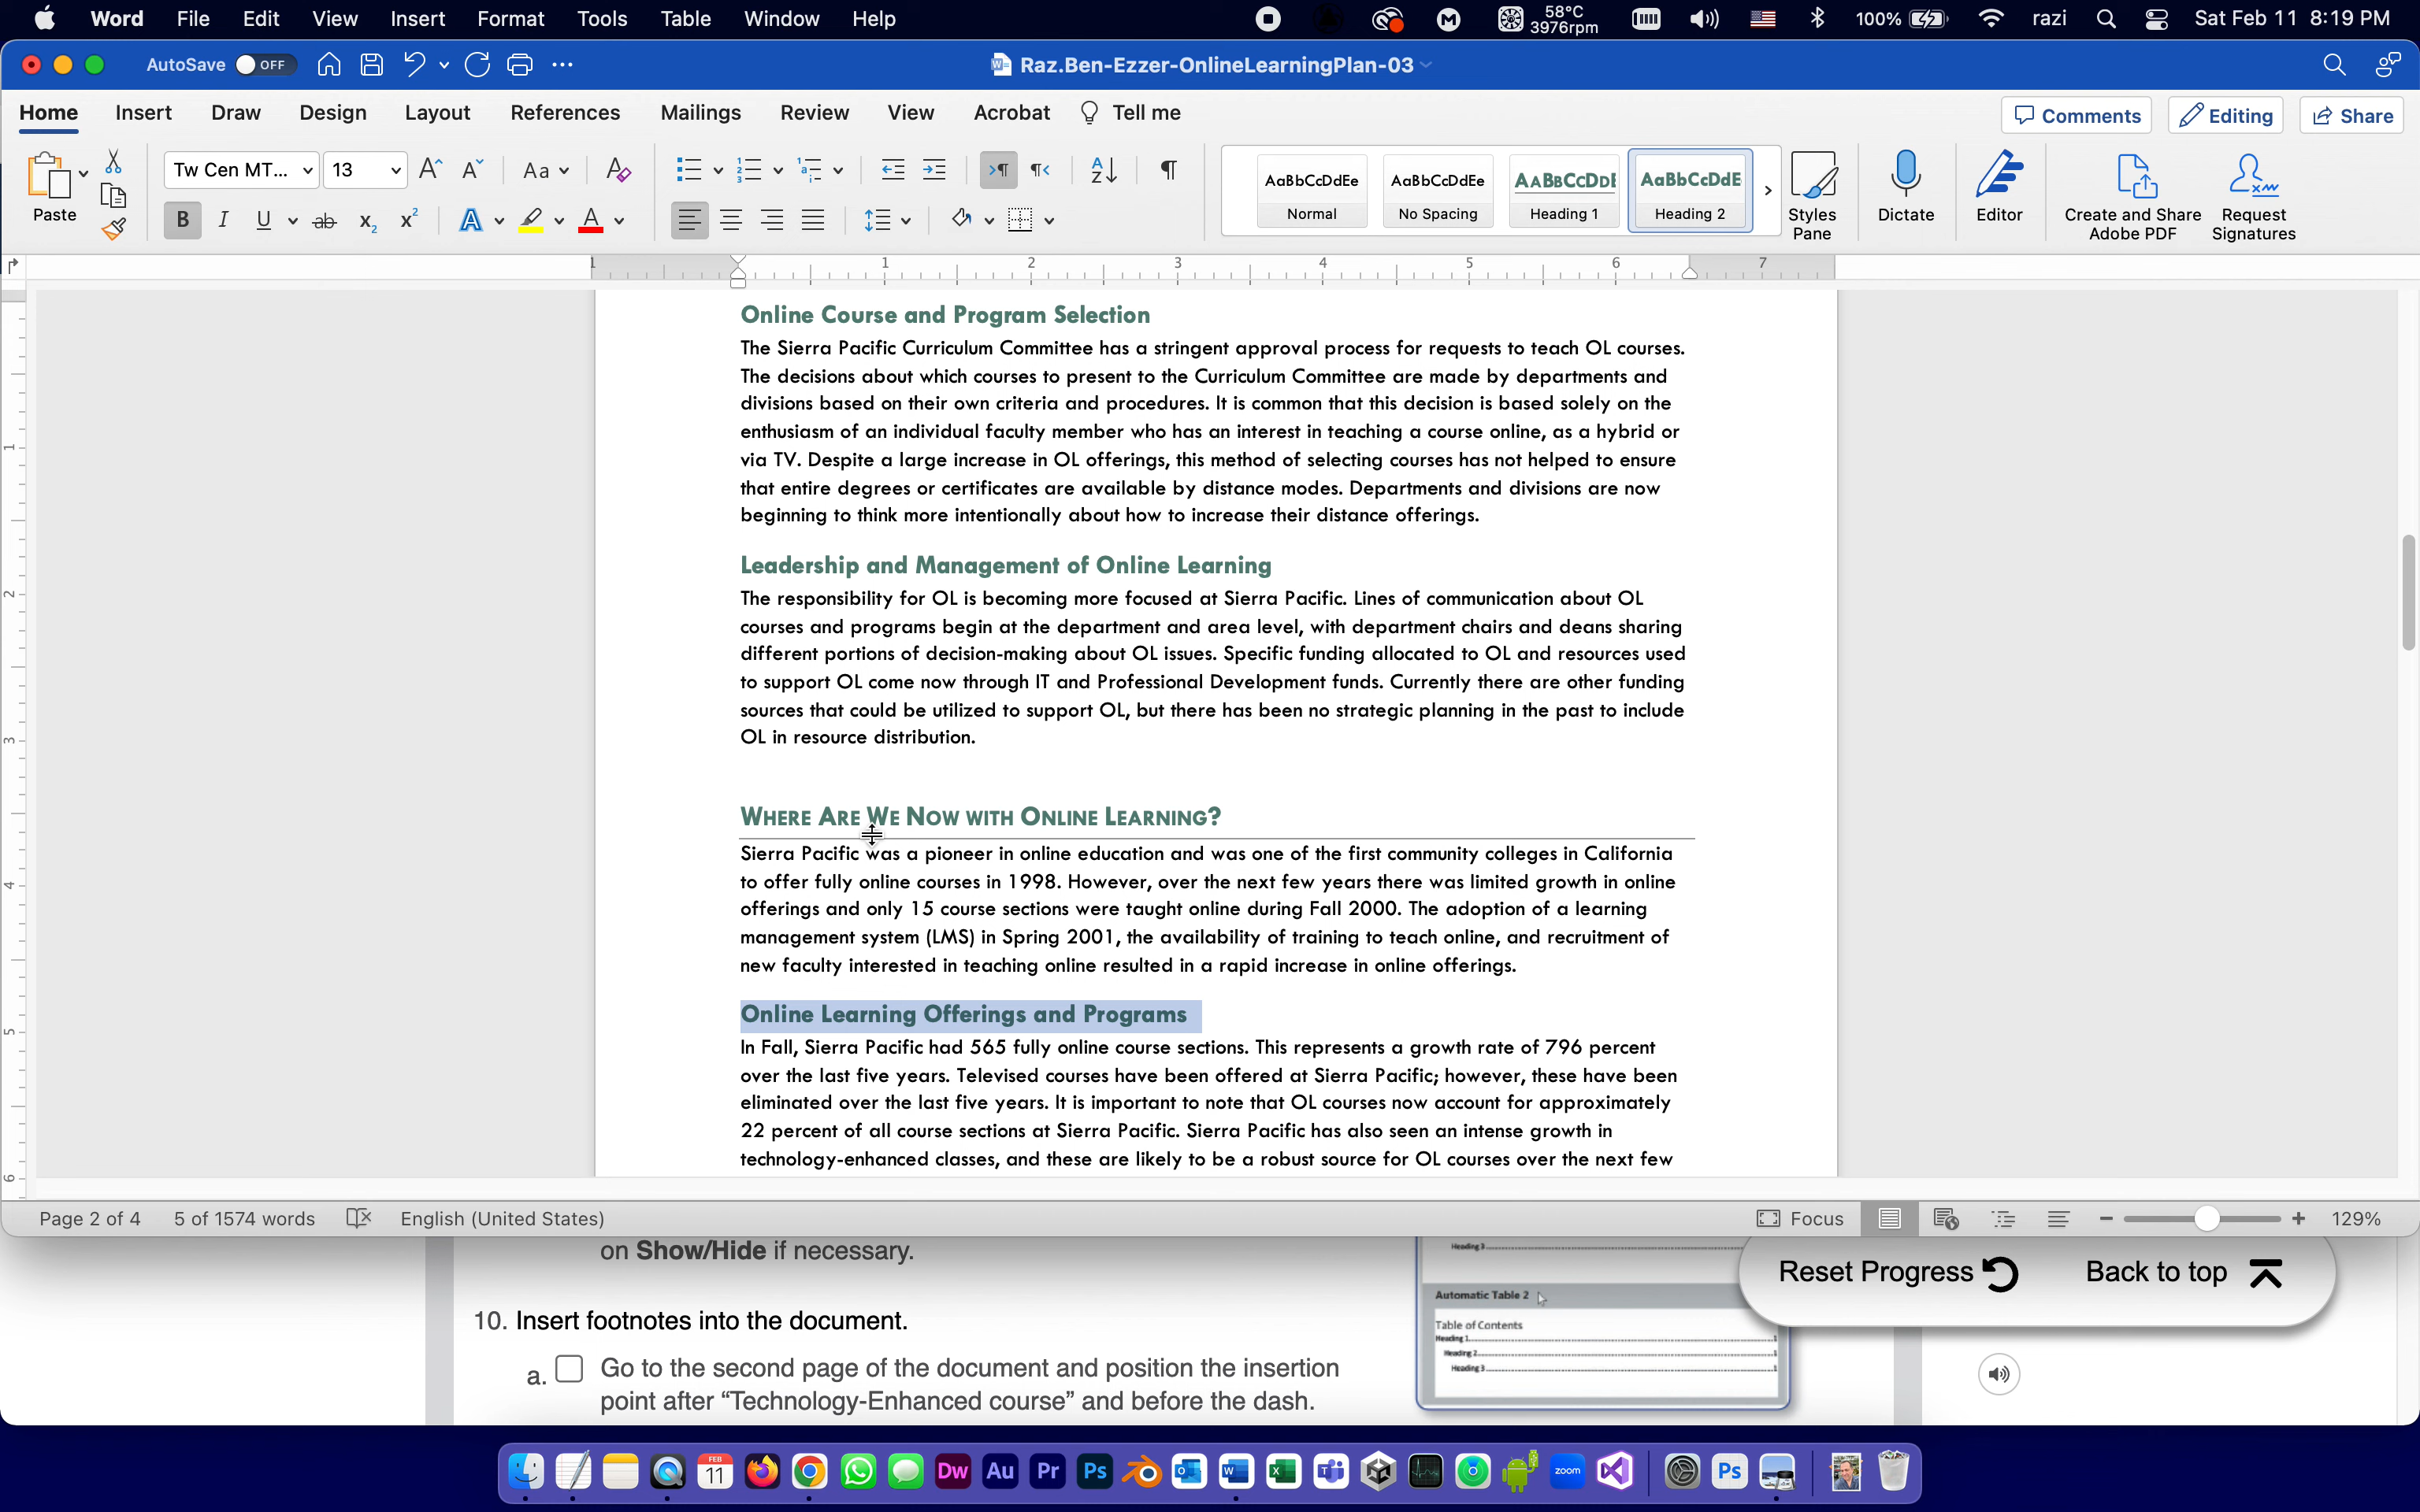 Word File Edit View Insert Format Tools Table Window Help
58°C
3976rpm
100%
razi
Sat Feb 11 8:19 PM
AutoSave OFF
Raz.Ben-Ezzer-OnlineLearningPlan-03
Home Insert Draw Design Layout References Mailings Review View Acrobat Tell me
Comments Editing Share
Paste
Tw Cen MT... 13
AaBbCcDdEe AaBbCcDdEe AaBbCcDdE AaBbCcDdE
Normal No Spacing Heading 1 Heading 2
Styles
Pane
Dictate
Editor
Create and Share
Adobe PDF
Request
Signatures
1 1 2 3 4 5 6 7
Online Course and Program Selection
The Sierra Pacific Curriculum Committee has a stringent approval process for requests to teach OL courses.
The decisions about which courses to present to the Curriculum Committee are made by departments and
divisions based on their own criteria and procedures. It is common that this decision is based solely on the
enthusiasm of an individual faculty member who has an interest in teaching a course online, as a hybrid or
via TV. Despite a large increase in OL offerings, this method of selecting courses has not helped to ensure
that entire degrees or certificates are available by distance modes. Departments and divisions are now
beginning to think more intentionally about how to increase their distance offerings.
Leadership and Management of Online Learning
The responsibility for OL is becoming more focused at Sierra Pacific. Lines of communication about OL
courses and programs begin at the department and area level, with department chairs and deans sharing
different portions of decision-making about OL issues. Specific funding allocated to OL and resources used
to support OL come now through IT and Professional Development funds. Currently there are other funding
sources that could be utilized to support OL, but there has been no strategic planning in the past to include
OL in resource distribution.
Where Are We Now with Online Learning?
Sierra Pacific was a pioneer in online education and was one of the first community colleges in California
to offer fully online courses in 1998. However, over the next few years there was limited growth in online
offerings and only 15 course sections were taught online during Fall 2000. The adoption of a learning
management system (LMS) in Spring 2001, the availability of training to teach online, and recruitment of
new faculty interested in teaching online resulted in a rapid increase in online offerings.
Online Learning Offerings and Programs
In Fall, Sierra Pacific had 565 fully online course sections. This represents a growth rate of 796 percent
over the last five years. Televised courses have been offered at Sierra Pacific; however, these have been
eliminated over the last five years. It is important to note that OL courses now account for approximately
22 percent of all course sections at Sierra Pacific. Sierra Pacific has also seen an intense growth in
technology-enhanced classes, and these are likely to be a robust source for OL courses over the next few
Page 2 of 4 5 of 1574 words English (United States) Focus 129%
on Show/Hide if necessary.
10. Insert footnotes into the document.
a. Go to the second page of the document and position the insertion
point after “Technology-Enhanced course” and before the dash.
Heading 3
Automatic Table 2
Table of Contents
Heading 1
Heading 2
Heading 3
Reset Progress Back to top
FEB
11
Dw Au Pr Ps zoom Ps